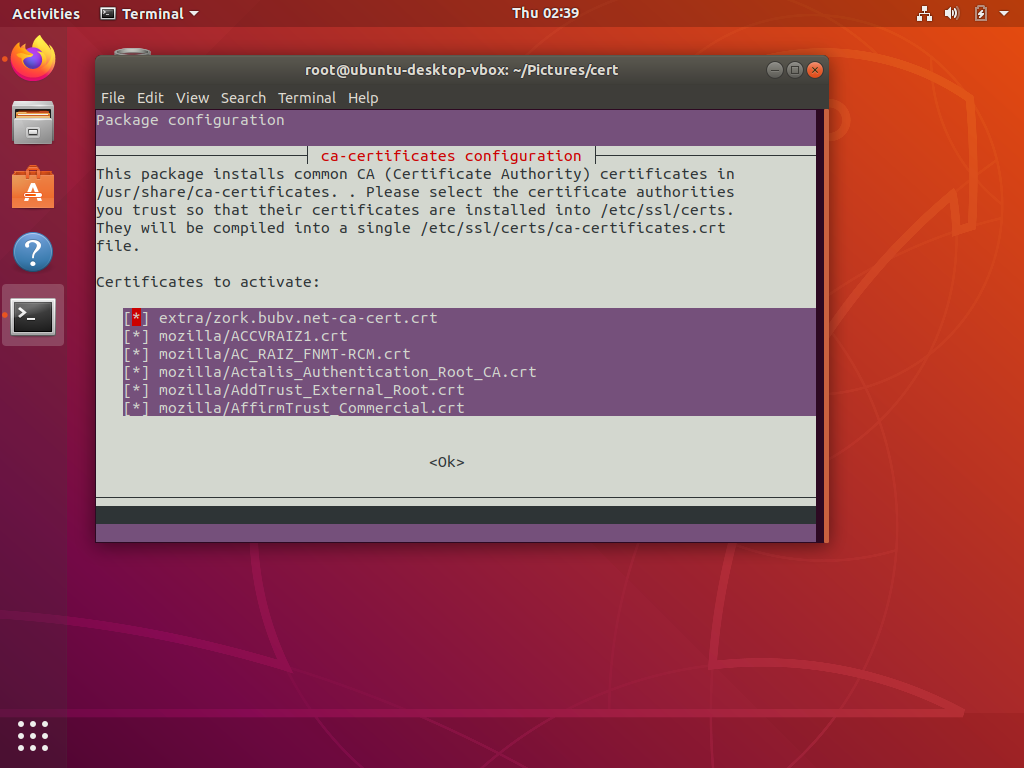 Activities Terminal Thu 02:39
root@ubuntu-desktop-vbox: ~/Pictures/cert
File Edit View Search Terminal Help
Package configuration
ca-certificates configuration
This package installs common CA (Certificate Authority) certificates in
/usr/share/ca-certificates. . Please select the certificate authorities
you trust so that their certificates are installed into /etc/ssl/certs.
They will be compiled into a single /etc/ssl/certs/ca-certificates.crt
file.
Certificates to activate:
[*] extra/zork.bubv.net-ca-cert.crt
[*] mozilla/ACCVRAIZ1.crt
[*] mozilla/AC_RAIZ_FNMT-RCM.crt
[*] mozilla/Actalis_Authentication_Root_CA.crt
[*] mozilla/AddTrust_External_Root.crt
[*] mozilla/AffirmTrust_Commercial.crt
<Ok>